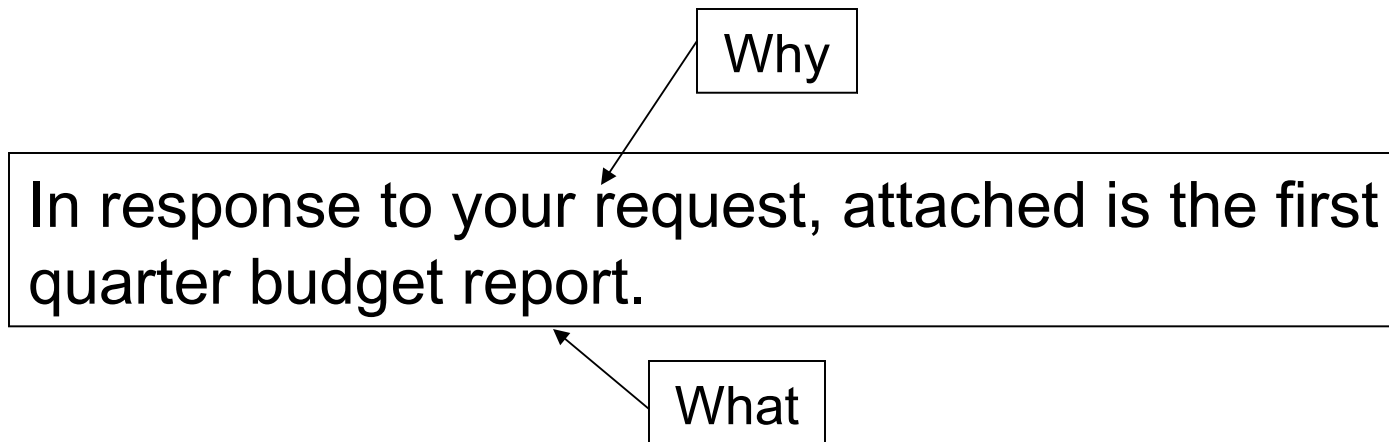 Why
In response to your request, attached is the first
quarter budget report.
What